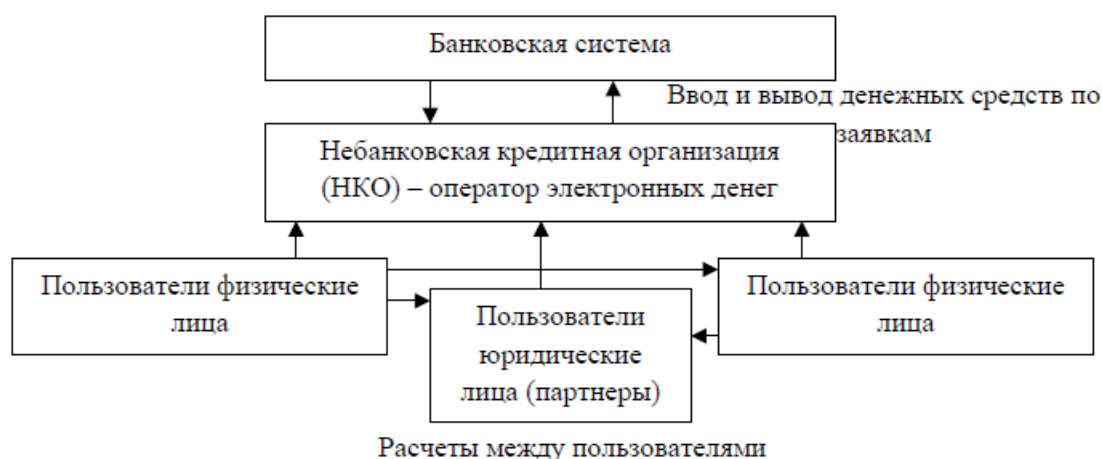 Банковская система
Ввод и вывод денежных средств по
заявкам
Небанковская кредитная организация
(НКО) – оператор электронных денег
Пользователи физические
лица
Пользователи
юридические
лица (партнеры)
Пользователи физические
лица
Расчеты между пользователями